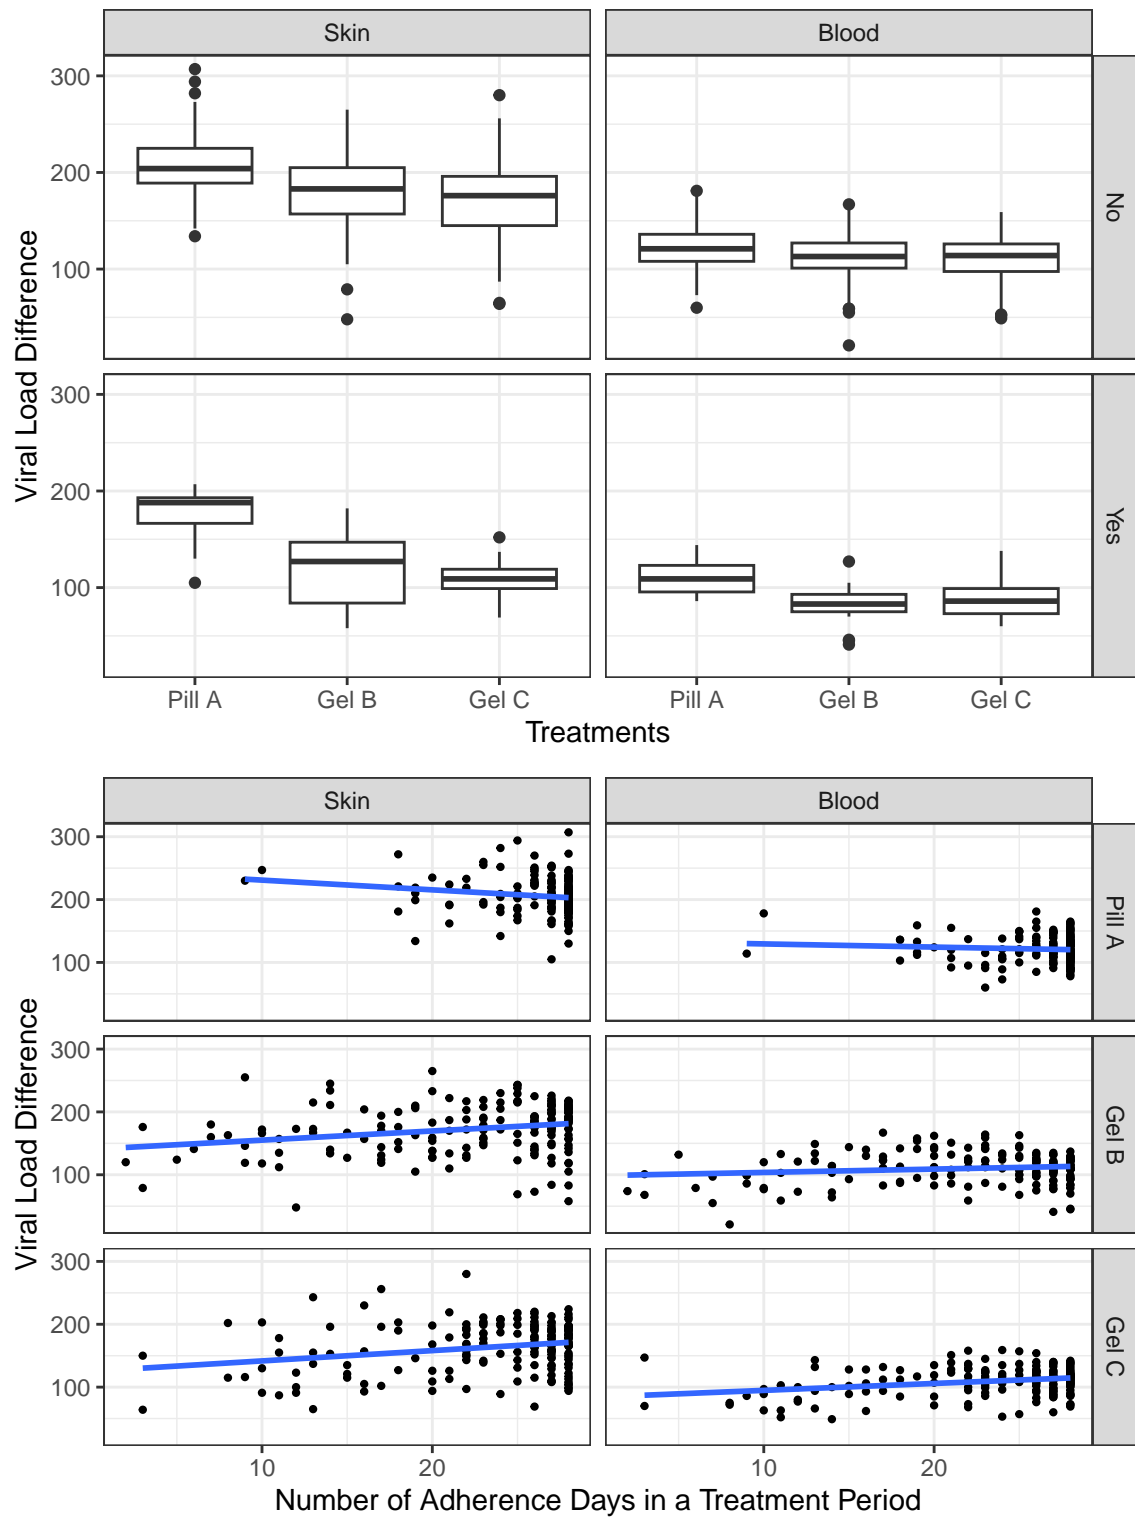 Skin Blood
300
200
100
No
300
200
100
Yes
Viral Load Difference
Pill A Gel B Gel C Pill A Gel B Gel C
Treatments
Skin Blood
300
200
100
Pill A
300
200
100
Gel B
300
200
100
Gel C
Viral Load Difference
10 20 10 20
Number of Adherence Days in a Treatment Period